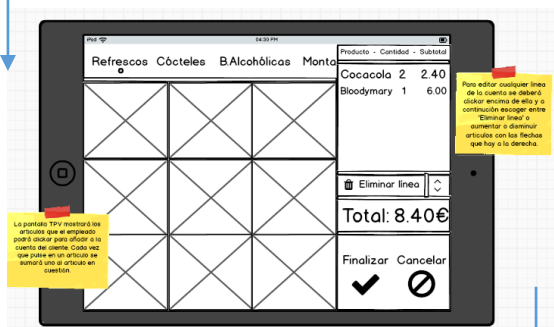 iPad
04:30 PM
Refrescos Cócteles B.Alcohólicas Monta
Producto - Cantidad - Subtotal
Cocacola 2 2.40
Bloodymary 1 6.00
Eliminar línea
Total: 8.40€
Finalizar Cancelar
Para editar cualquier línea
de la cuenta se deberá
clickar encima de ella y a
continución escoger entre
"Eliminar línea" o
aumentar o disminuir
artículos con las flechas
que hay a la derecha.
La pantalla TPV mostrará los
artículos que el empleado
podrá clickar para añadir a la
cuenta del cliente. Cada vez
que pulse en un artículo se
sumará uno al artículo en
cuestión.